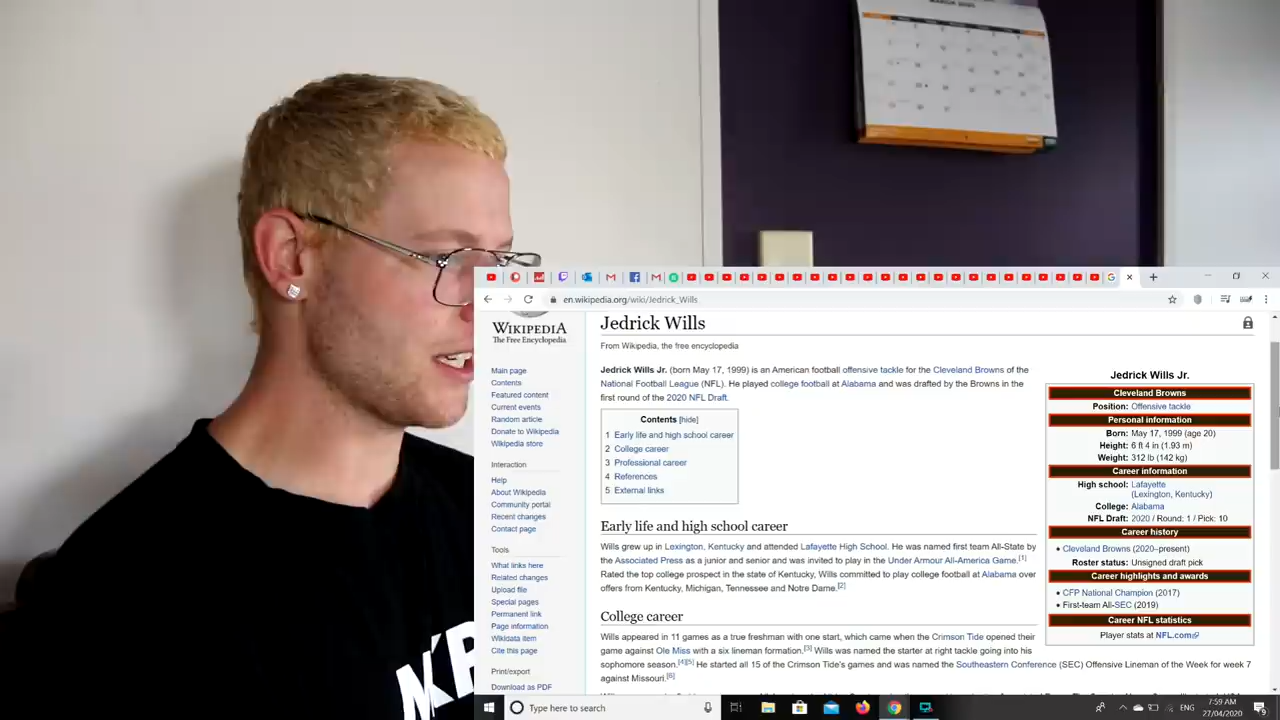 MARCH 2020
en.wikipedia.org/wiki/Jedrick_Wills
WIKIPEDIA
The Free Encyclopedia
Main page
Contents
Featured content
Current events
Random article
Donate to Wikipedia
Wikipedia store
Interaction
Help
About Wikipedia
Community portal
Recent changes
Contact page
Tools
What links here
Related changes
Upload file
Special pages
Permanent link
Page information
Wikidata item
Cite this page
Print/export
Download as PDF
Jedrick Wills
From Wikipedia, the free encyclopedia
Jedrick Wills Jr. (born May 17, 1999) is an American football offensive tackle for the Cleveland Browns of the
National Football League (NFL). He played college football at Alabama and was drafted by the Browns in the
first round of the 2020 NFL Draft.
Contents [hide]
1 Early life and high school career
2 College career
3 Professional career
4 References
5 External links
Early life and high school career
Wills grew up in Lexington, Kentucky and attended Lafayette High School. He was named first team All-State by
the Associated Press as a junior and senior and was invited to play in the Under Armour All-America Game.[1]
Rated the top college prospect in the state of Kentucky, Wills committed to play college football at Alabama over
offers from Kentucky, Michigan, Tennessee and Notre Dame.[2]
College career
Wills appeared in 11 games as a true freshman with one start, which came when the Crimson Tide opened their
game against Ole Miss with a six lineman formation.[3] Wills was named the starter at right tackle going into his
sophomore season.[4][5] He started all 15 of the Crimson Tide's games and was named the Southeastern Conference (SEC) Offensive Lineman of the Week for week 7
against Missouri.[6]
Jedrick Wills Jr.
Cleveland Browns
Position: Offensive tackle
Personal information
Born: May 17, 1999 (age 20)
Height: 6 ft 4 in (1.93 m)
Weight: 312 lb (142 kg)
Career information
High school: Lafayette
(Lexington, Kentucky)
College: Alabama
NFL Draft: 2020 / Round: 1 / Pick: 10
Career history
• Cleveland Browns (2020–present)
Roster status: Unsigned draft pick
Career highlights and awards
• CFP National Champion (2017)
• First-team All-SEC (2019)
Career NFL statistics
Player stats at NFL.com
Type here to search
ENG
7:59 AM
27/04/2020